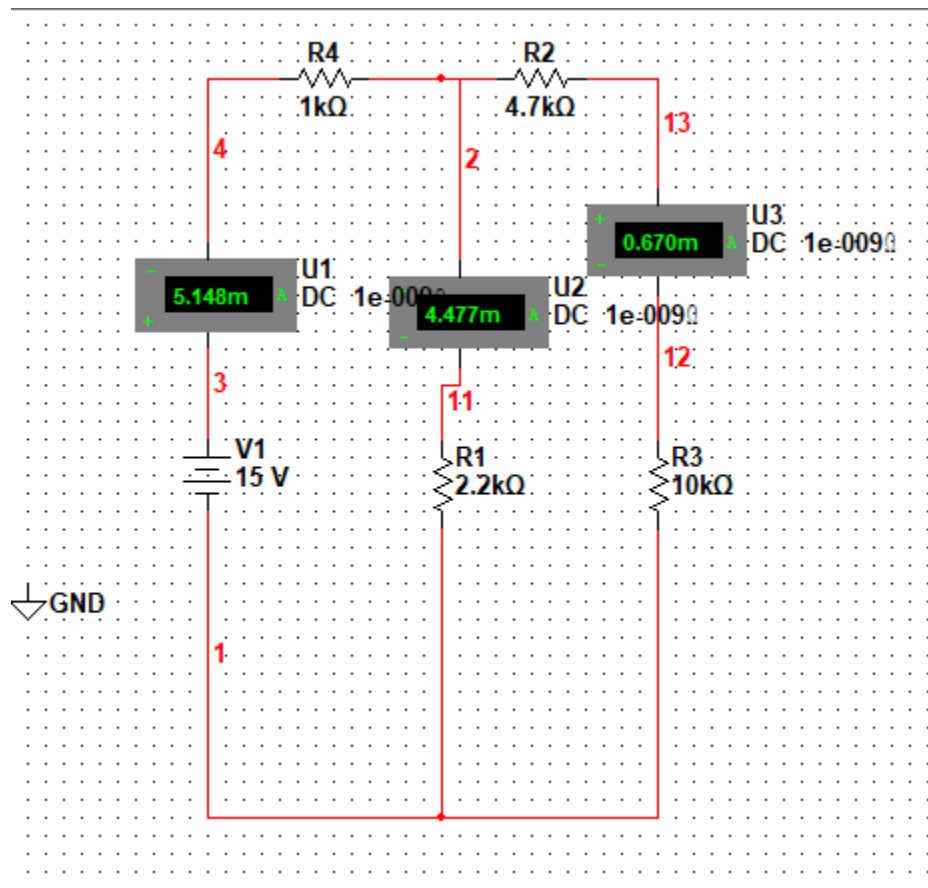 R4
1kΩ
R2
4.7kΩ
13
4
2
-
5.148m A
+
U1
DC 1e-009Ω
4.477m A
-
U2
DC 1e-009Ω
+
0.670m A
-
U3
DC 1e-009Ω
3
11
12
V1
15 V
R1
2.2kΩ
R3
10kΩ
GND
1